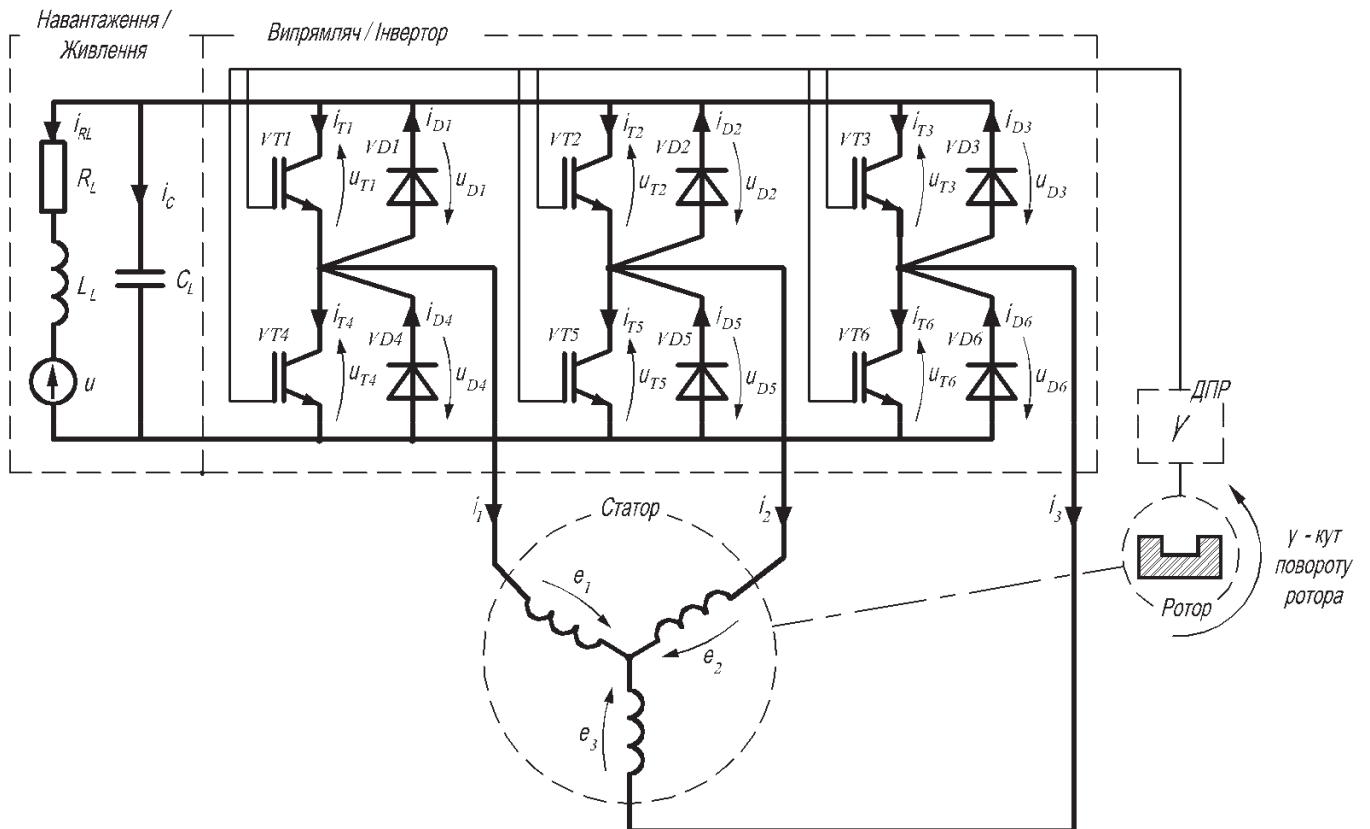 Навантаження /
Живлення
Випрямляч / Інвертор
i_RL
R_L
L_L
u
i_C
C_L
VT1
i_T1
u_T1
VD1
i_D1
u_D1
VT2
i_T2
u_T2
VD2
i_D2
u_D2
VT3
i_T3
u_T3
VD3
i_D3
u_D3
VT4
i_T4
u_T4
VD4
i_D4
u_D4
VT5
i_T5
u_T5
VD5
i_D5
u_D5
VT6
i_T6
u_T6
VD6
i_D6
u_D6
ДПР
γ
i_1
Статор
i_2
i_3
e_1
e_2
e_3
Ротор
γ - кут
повороту
ротора